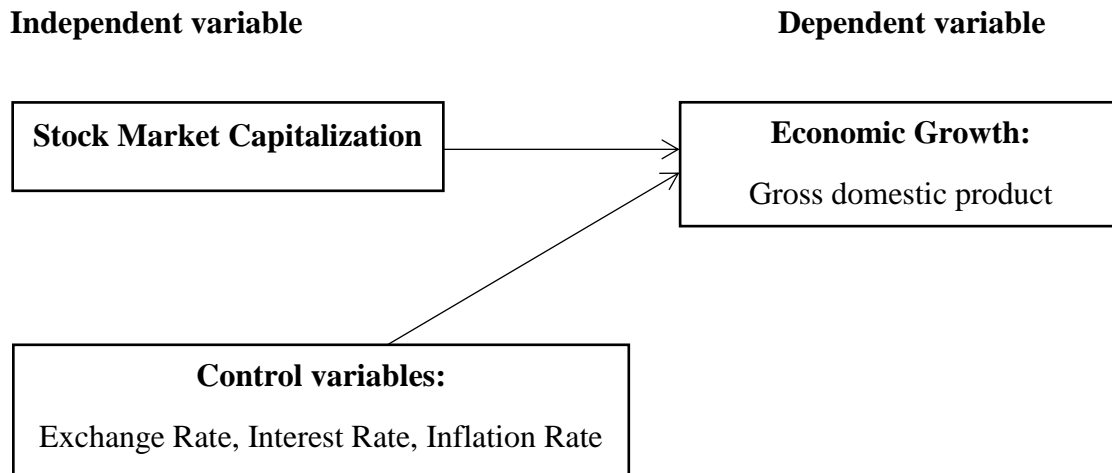 Independent variable
Dependent variable
Stock Market Capitalization
Economic Growth:
Gross domestic product
Control variables:
Exchange Rate, Interest Rate, Inflation Rate